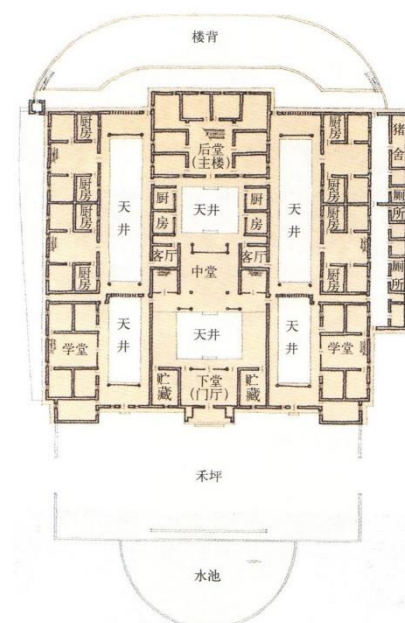 楼背
厨房
厨房
猪
舍
后堂
(主楼)
厨房
厨房
厕
所
天
井
厨
房
天井
厨
房
天
井
厨房
厨房
客厅
中堂
客厅
厕
所
厨房
厨房
天
井
天井
天
井
学堂
学堂
贮
藏
下堂
(门厅)
贮
藏
禾坪
水池